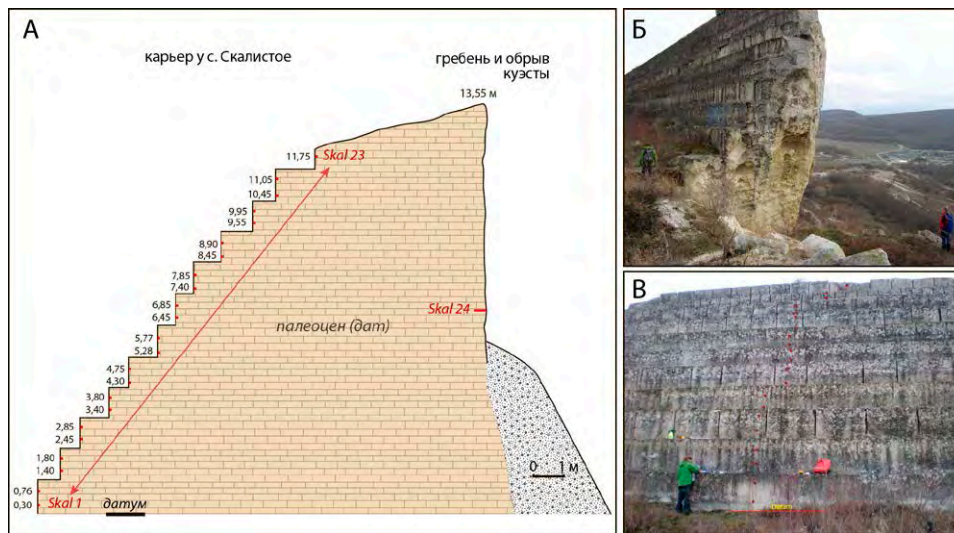 А
карьер у с. Скалистое
гребень и обрыв
куэсты
13,55 м
11,75
Skal 23
11,05
10,45
9,95
9,55
8,90
8,45
7,85
7,40
6,85
6,45
Skal 24
палеоцен (дат)
5,77
5,28
4,75
4,30
3,80
3,40
2,85
2,45
1,80
1,40
0,76
0,30
Skal 1
датум
0 1 м
Б
В